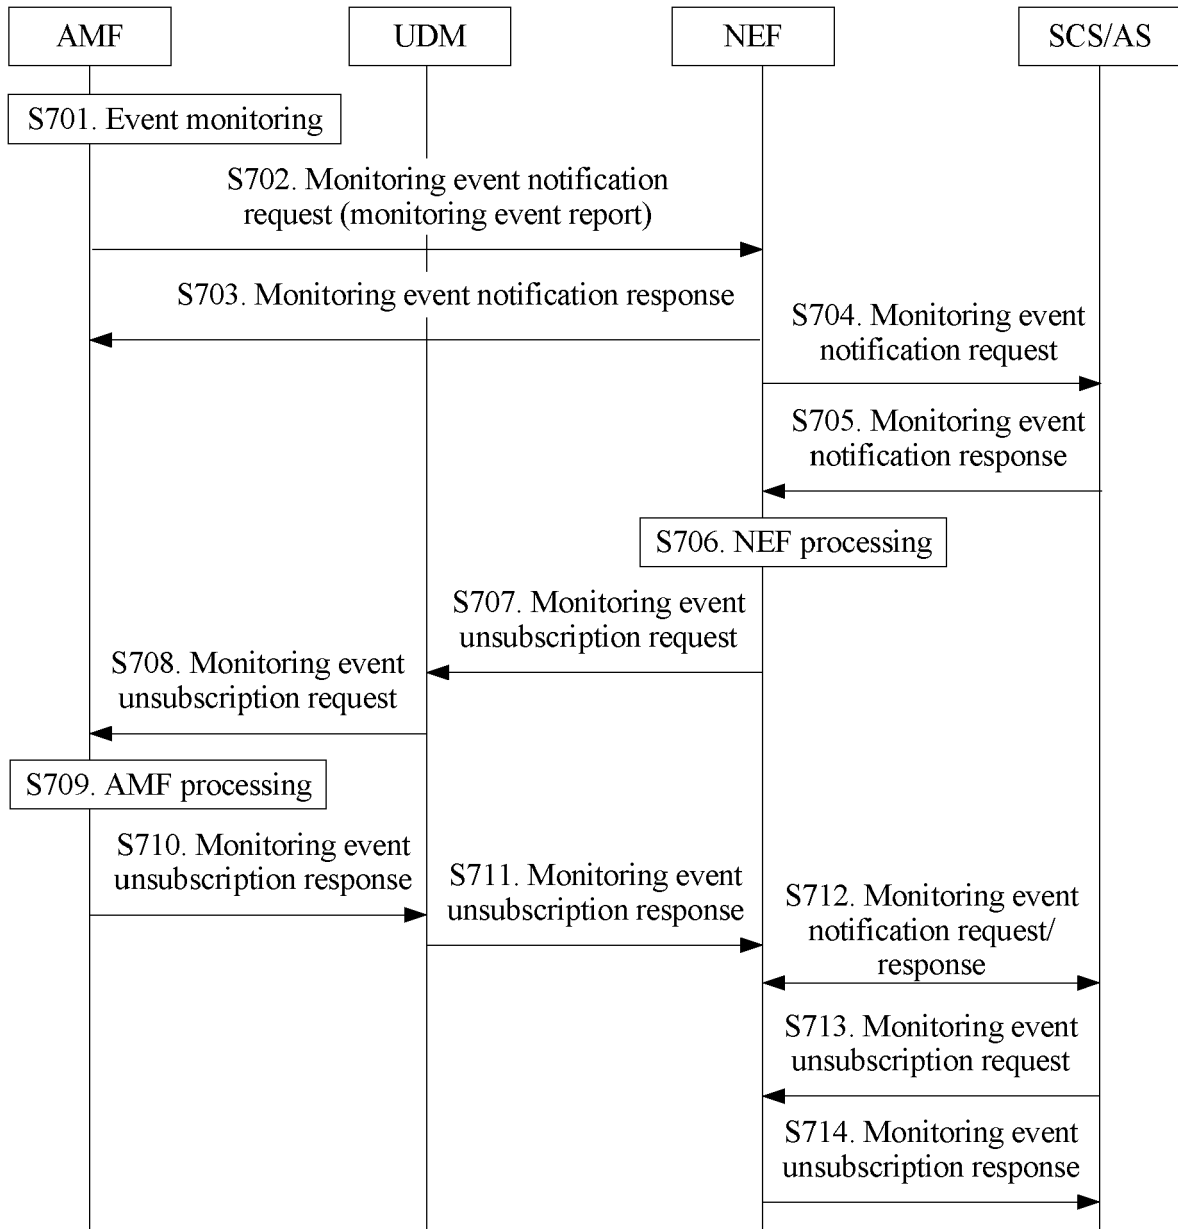 AMF
UDM
NEF
SCS/AS
S701. Event monitoring
S702. Monitoring event notification
request (monitoring event report)
S703. Monitoring event notification response
S704. Monitoring event
notification request
S705. Monitoring event
notification response
S706. NEF processing
S707. Monitoring event
unsubscription request
S708. Monitoring event
unsubscription request
S709. AMF processing
S710. Monitoring event
unsubscription response
S711. Monitoring event
unsubscription response
S712. Monitoring event
notification request/
response
S713. Monitoring event
unsubscription request
S714. Monitoring event
unsubscription response